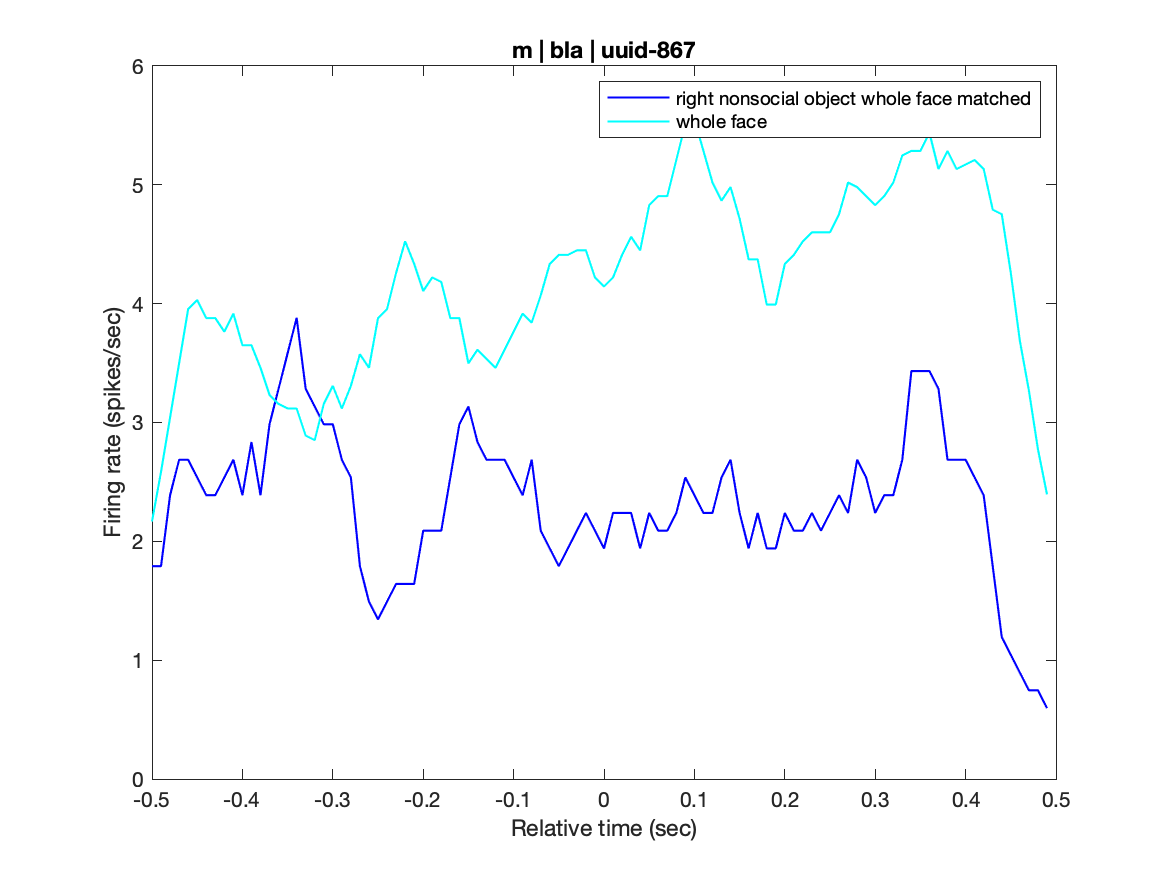 m | bla | uuid-867
right nonsocial object whole face matched
whole face
Firing rate (spikes/sec)
6
5
4
3
2
1
0
-0.5 -0.4 -0.3 -0.2 -0.1 0 0.1 0.2 0.3 0.4 0.5
Relative time (sec)